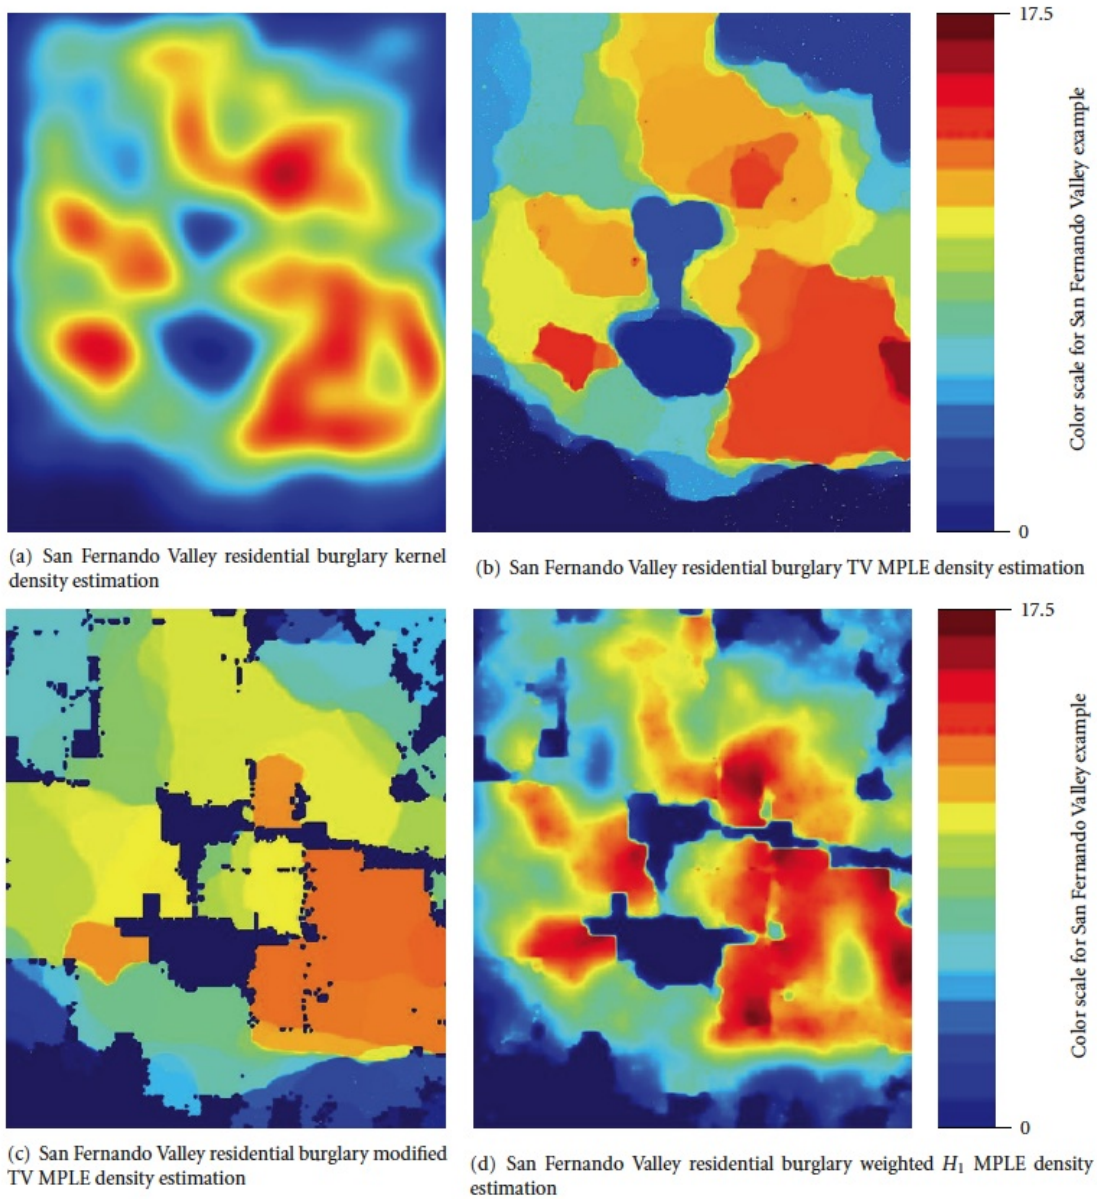 17.5
Color scale for San Fernando Valley example
0
(a) San Fernando Valley residential burglary kernel
density estimation
(b) San Fernando Valley residential burglary TV MPLE density estimation
17.5
Color scale for San Fernando Valley example
0
(c) San Fernando Valley residential burglary modified
TV MPLE density estimation
(d) San Fernando Valley residential burglary weighted H₁ MPLE density
estimation